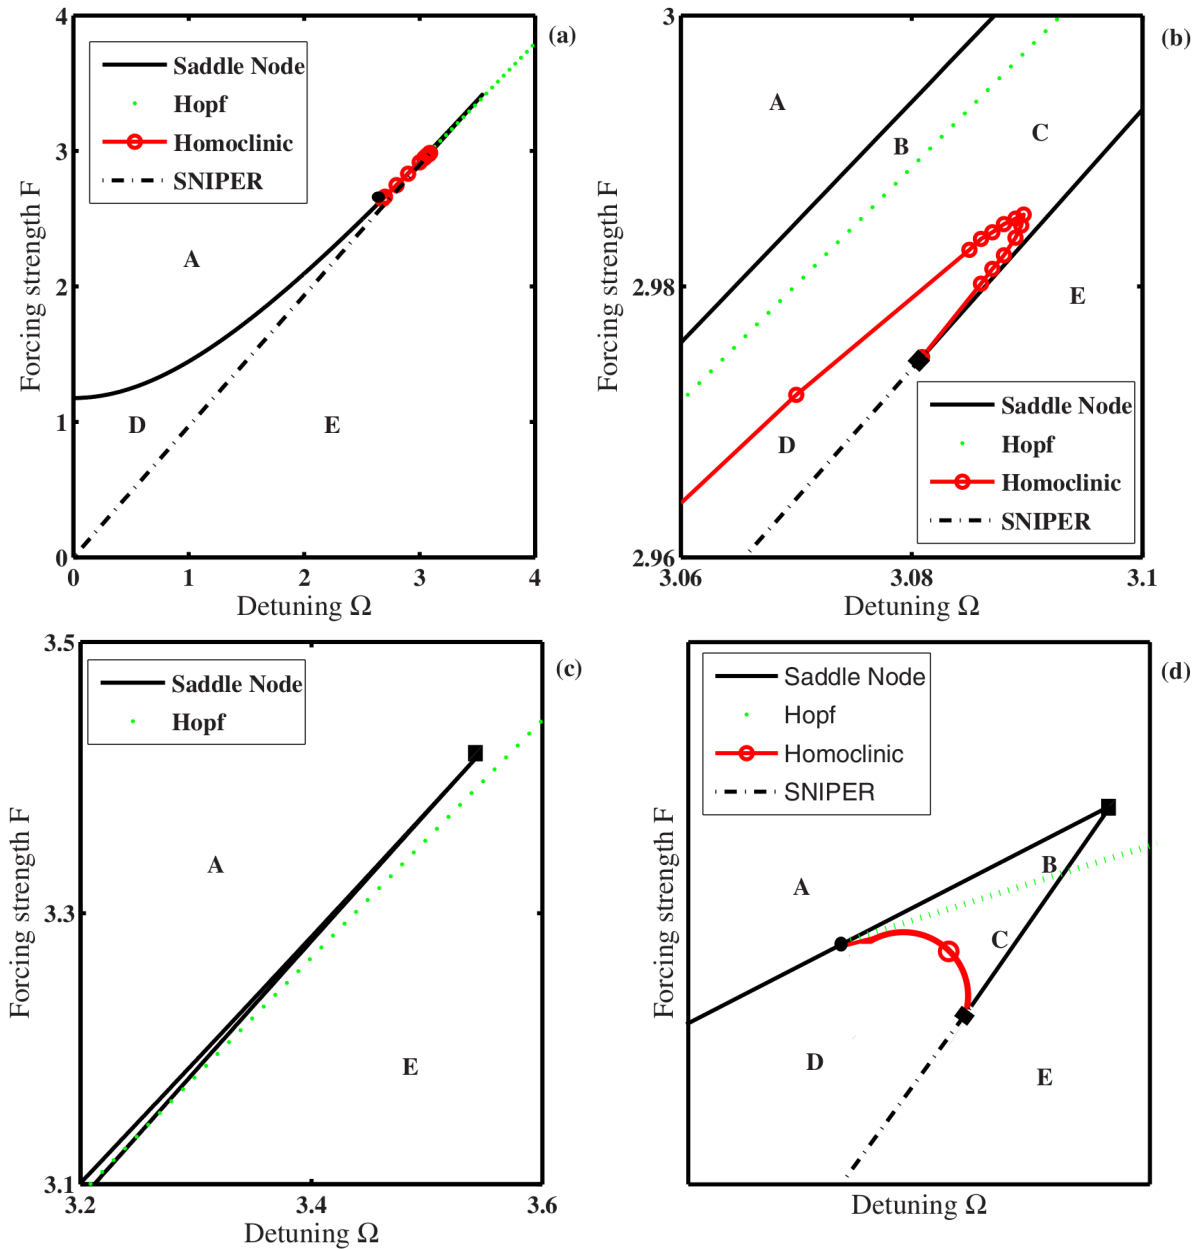 (a)
4
3
2
1
0
0 1 2 3 4
Forcing strength F
Detuning Ω
Saddle Node
Hopf
Homoclinic
SNIPER
A
D
E
(b)
3
2.98
2.96
3.06 3.08 3.1
Forcing strength F
Detuning Ω
A
B
C
E
D
Saddle Node
Hopf
Homoclinic
SNIPER
(c)
3.5
3.3
3.1
3.2 3.4 3.6
Forcing strength F
Detuning Ω
Saddle Node
Hopf
A
E
(d)
Forcing strength F
Detuning Ω
Saddle Node
Hopf
Homoclinic
SNIPER
B
A
C
D
E